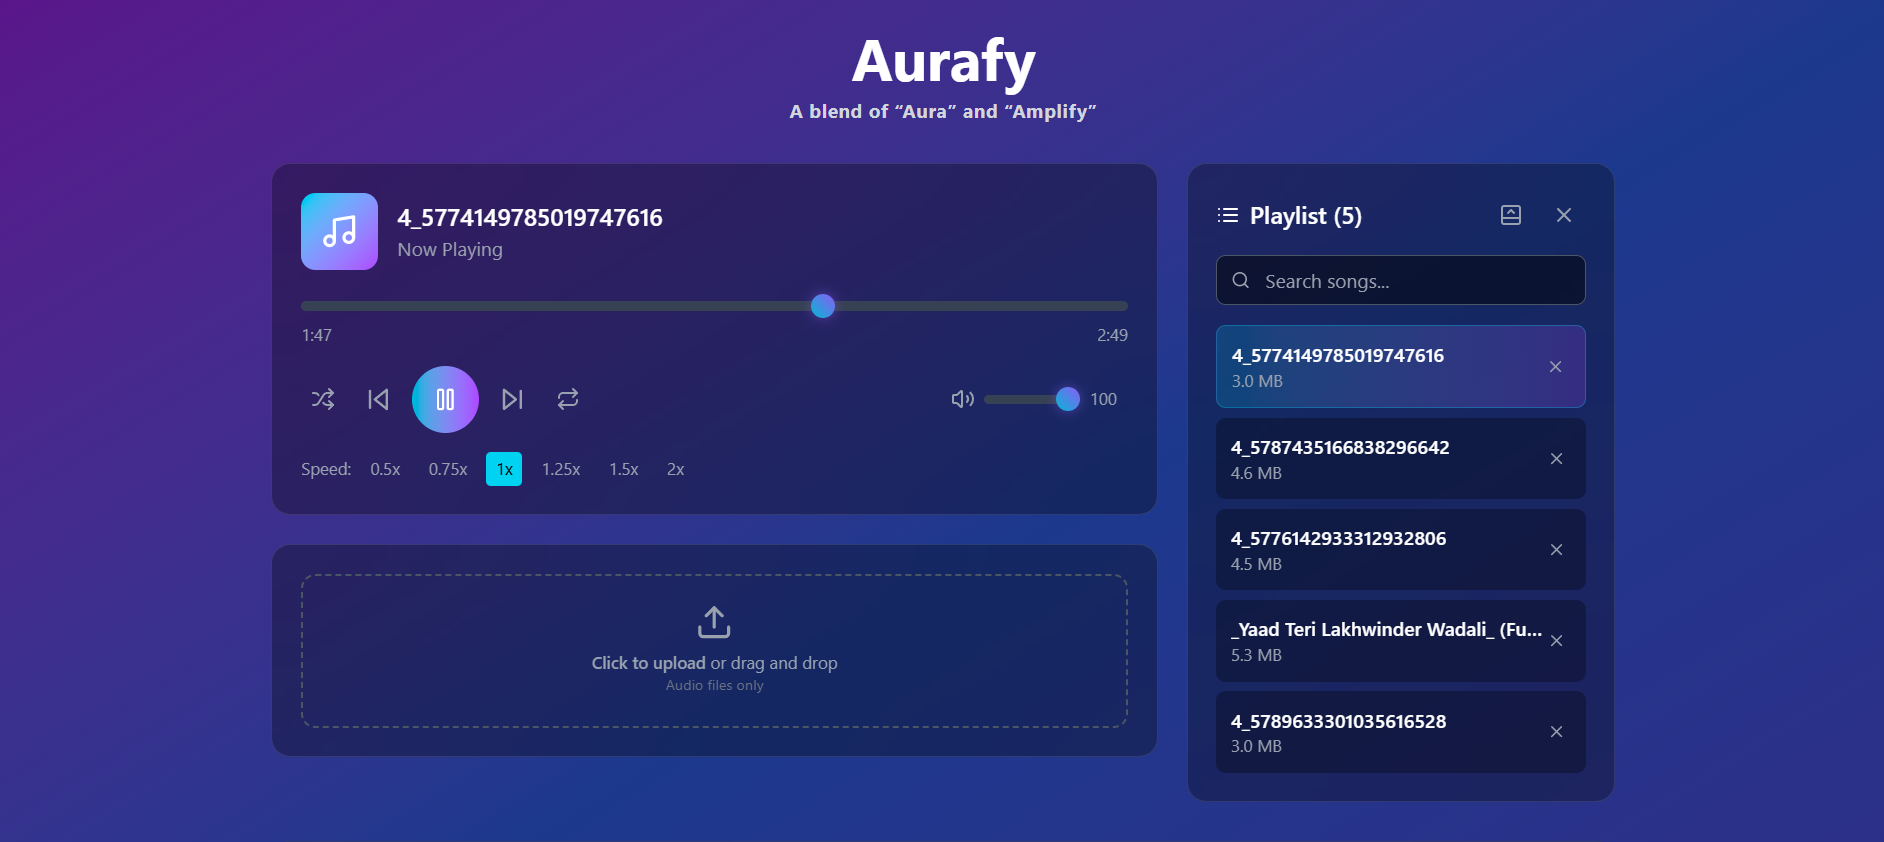 Aurafy
A blend of “Aura” and “Amplify”
4_5774149785019747616
Now Playing
1:47
2:49
100
Speed: 0.5x 0.75x 1x 1.25x 1.5x 2x
Click to upload or drag and drop
Audio files only
Playlist (5)
Search songs...
4_5774149785019747616
3.0 MB
4_5787435166838296642
4.6 MB
4_5776142933312932806
4.5 MB
_Yaad Teri Lakhwinder Wadali_ (Fu...
5.3 MB
4_5789633301035616528
3.0 MB